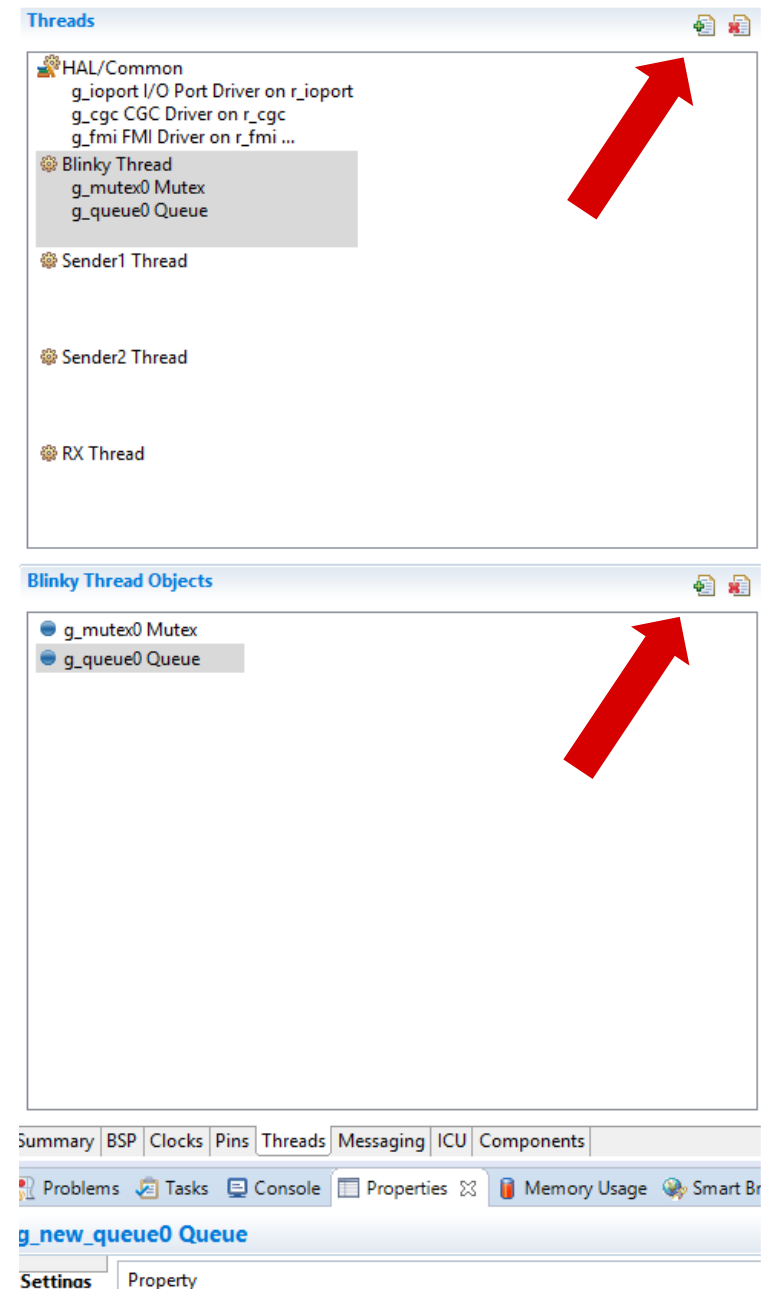 Threads
HAL/Common
g_ioport I/O Port Driver on r_ioport
g_cgc CGC Driver on r_cgc
g_fmi FMI Driver on r_fmi ...
Blinky Thread
g_mutex0 Mutex
g_queue0 Queue
Sender1 Thread
Sender2 Thread
RX Thread
Blinky Thread Objects
g_mutex0 Mutex
g_queue0 Queue
Summary BSP Clocks Pins Threads Messaging ICU Components
Problems Tasks Console Properties Memory Usage Smart Br
g_new_queue0 Queue
Settings Property